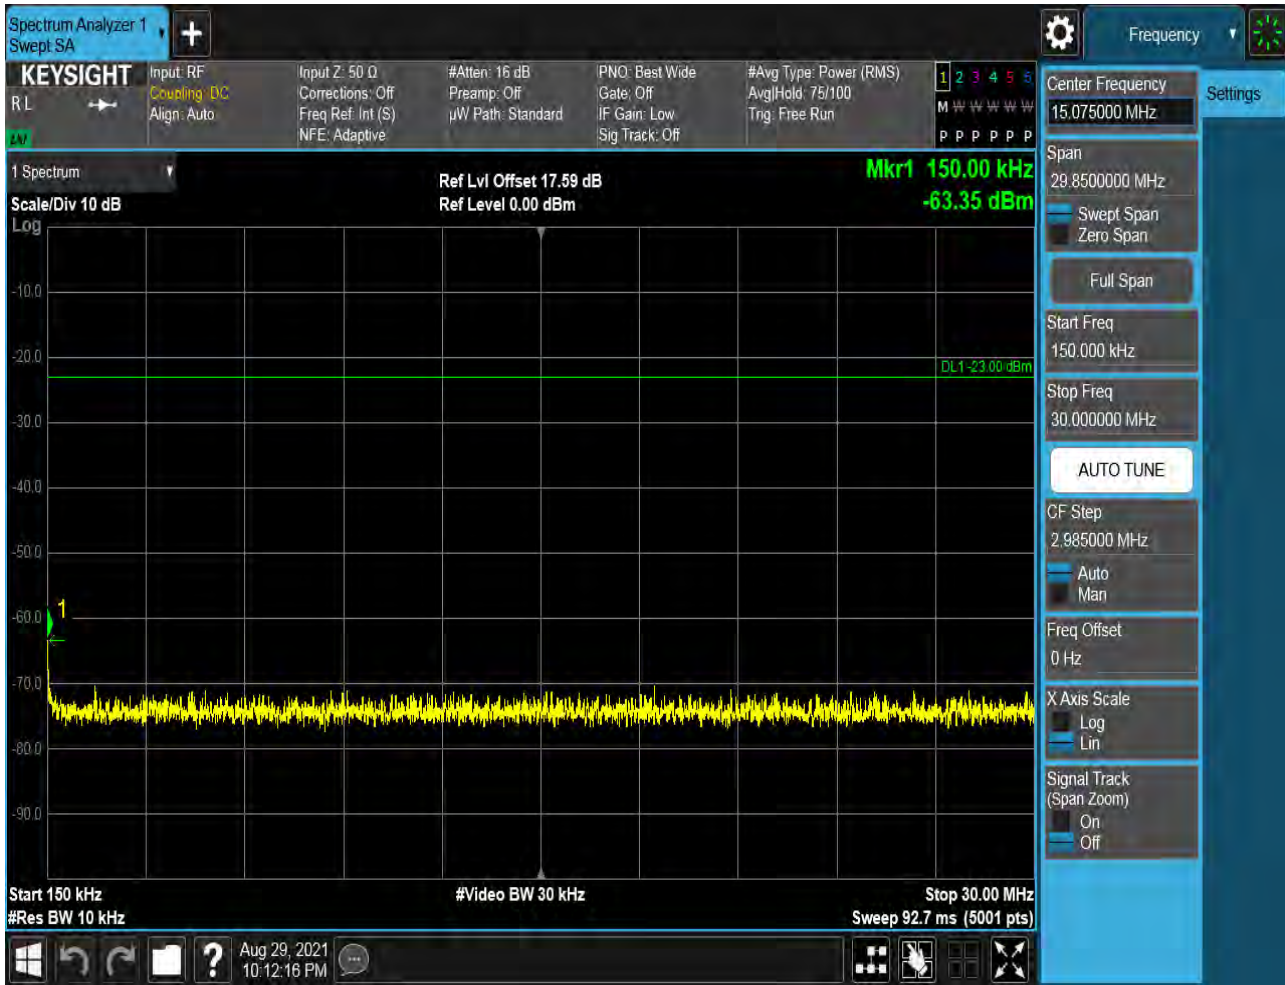 Spectrum Analyzer 1
Swept SA
Frequency
KEYSIGHT
R L
LNI
Input: RF
Coupling: DC
Align: Auto
Input Z: 50 Ω
Corrections: Off
Freq Ref: Int (S)
NFE: Adaptive
#Atten: 16 dB
Preamp: Off
µW Path: Standard
PNO: Best Wide
Gate: Off
IF Gain: Low
Sig Track: Off
#Avg Type: Power (RMS)
Avg|Hold: 75/100
Trig: Free Run
1 2 3 4 5 6
M W W W W W
P P P P P P
1 Spectrum
Scale/Div 10 dB
Log
Ref Lvl Offset 17.59 dB
Ref Level 0.00 dBm
Mkr1 150.00 kHz
-63.35 dBm
-10.0
-20.0
DL1 -23.00 dBm
-30.0
-40.0
-50.0
1
-60.0
-70.0
-80.0
-90.0
Start 150 kHz
#Res BW 10 kHz
#Video BW 30 kHz
Stop 30.00 MHz
Sweep 92.7 ms (5001 pts)
Center Frequency
15.075000 MHz
Settings
Span
29.8500000 MHz
Swept Span
Zero Span
Full Span
Start Freq
150.000 kHz
Stop Freq
30.000000 MHz
AUTO TUNE
CF Step
2.985000 MHz
Auto
Man
Freq Offset
0 Hz
X Axis Scale
Log
Lin
Signal Track
(Span Zoom)
On
Off
?
Aug 29, 2021
10:12:16 PM